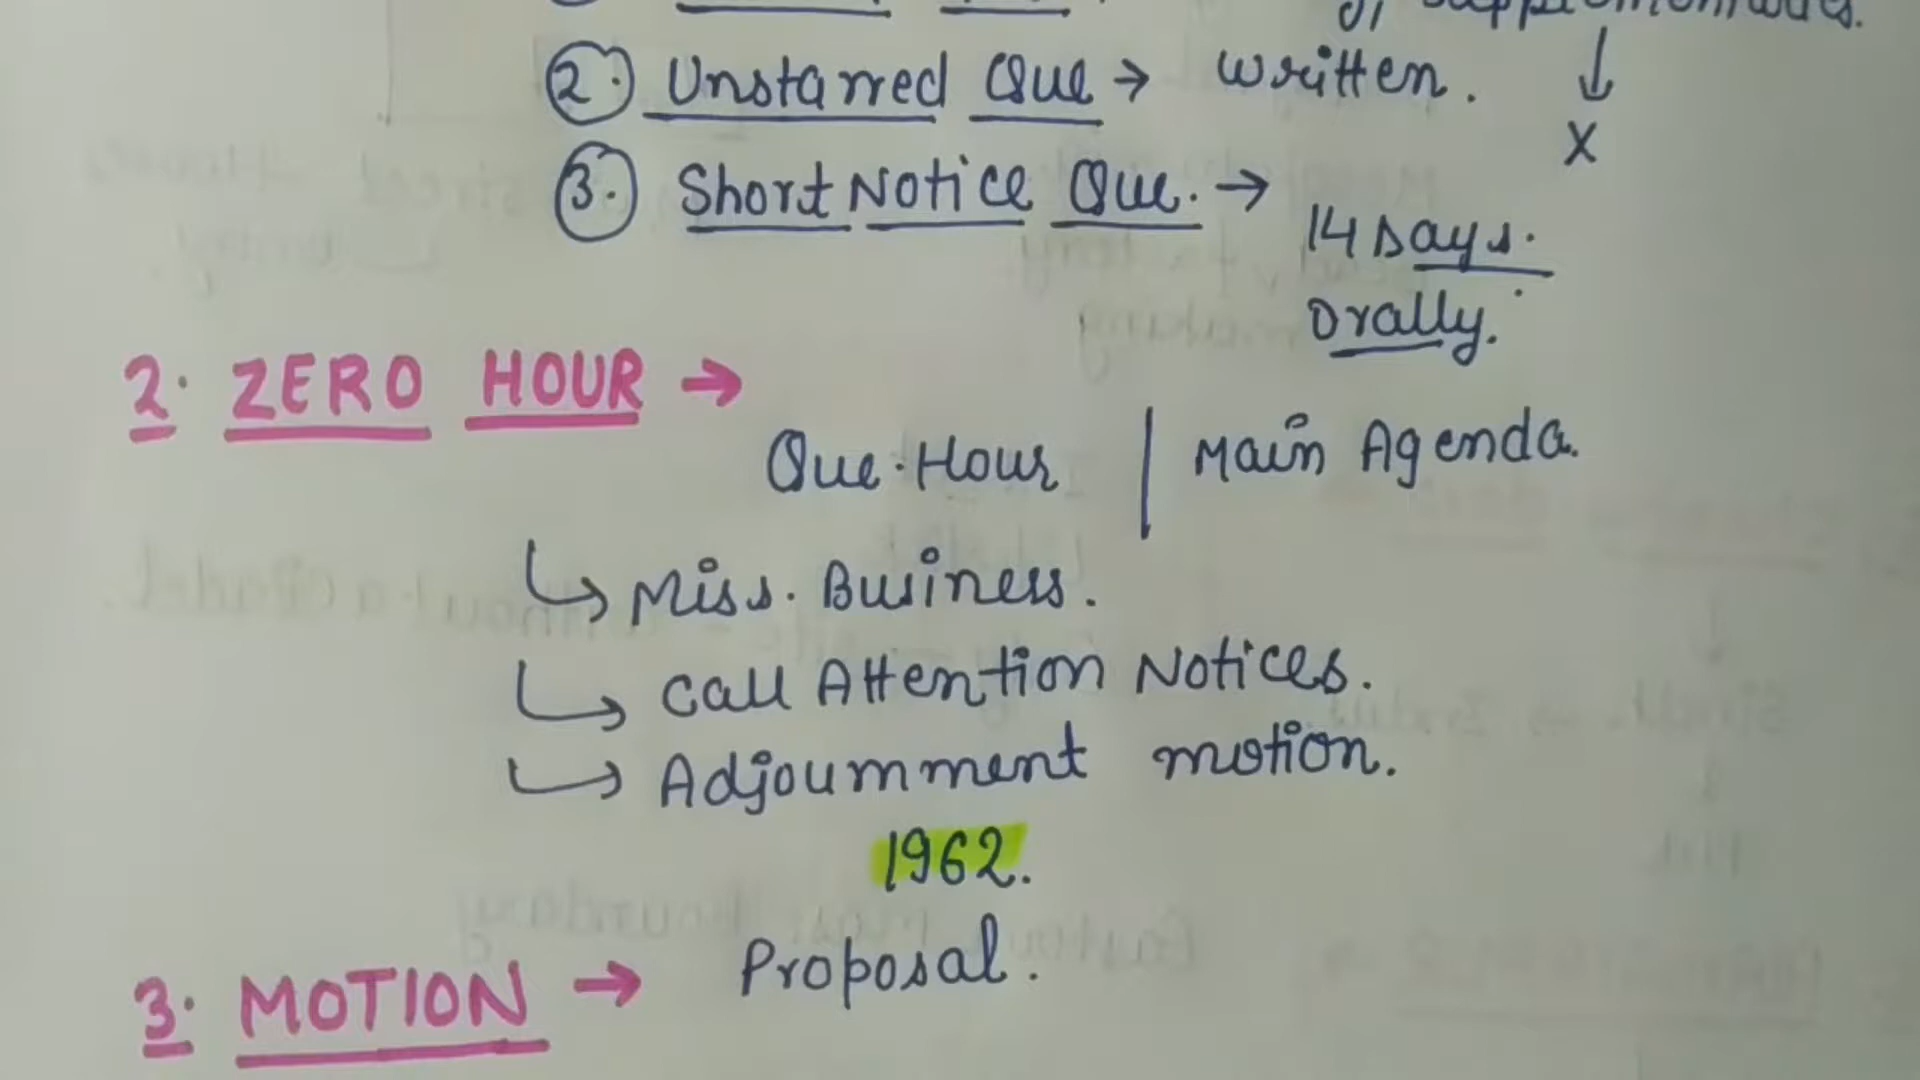 2. Unstarred Que → written. ↓
X
3. Short Notice Que. →
14 Days.
Orally.
2. ZERO HOUR →
Que. Hour | Main Agenda.
↳ Miss. Business.
↳ Call Attention Notices.
↳ Adjournment motion.
1962.
3. MOTION → Proposal.